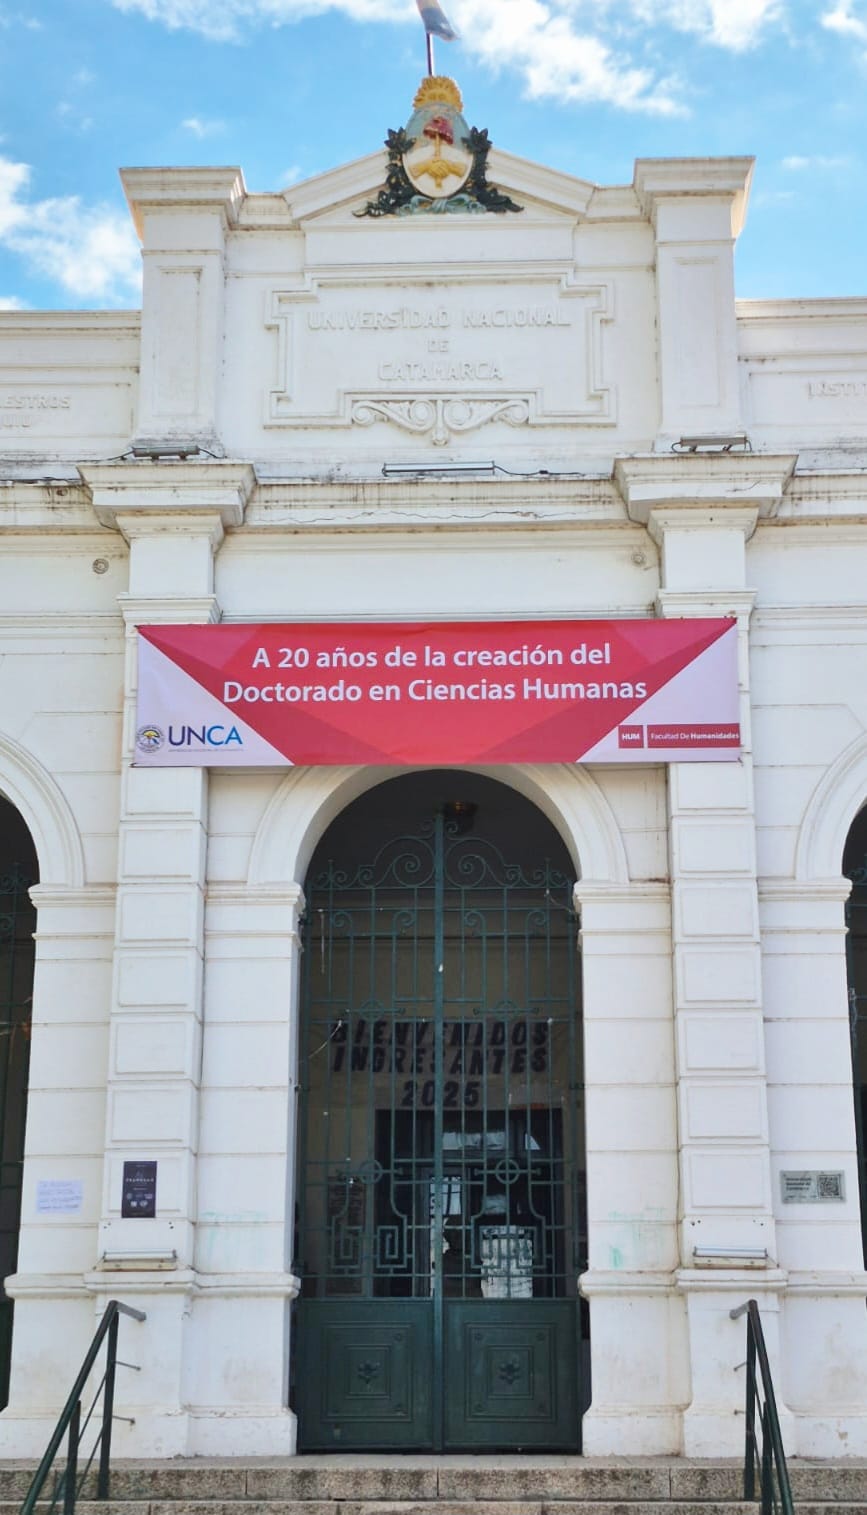 UNIVERSIDAD NACIONAL
DE
CATAMARCA
A 20 años de la creación del
Doctorado en Ciencias Humanas
UNCA
HUM Facultad De Humanidades
BIENVENIDOS
INGRESANTES
2025